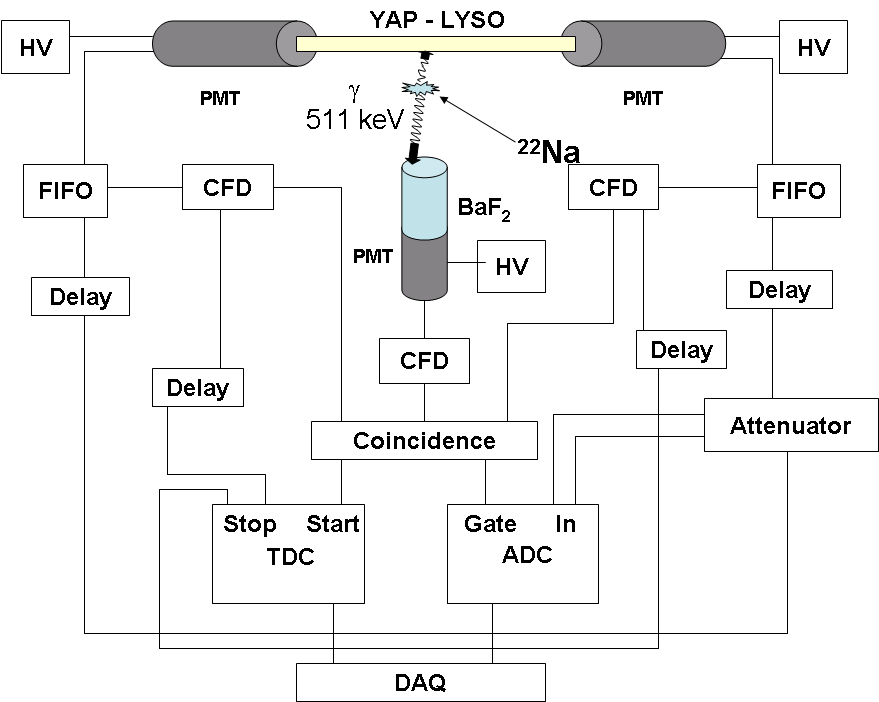 YAP - LYSO
HV
HV
PMT
PMT
γ
511 keV
²²Na
FIFO
CFD
CFD
FIFO
BaF₂
PMT
HV
Delay
Delay
CFD
Delay
Delay
Coincidence
Attenuator
Stop Start
TDC
Gate In
ADC
DAQ